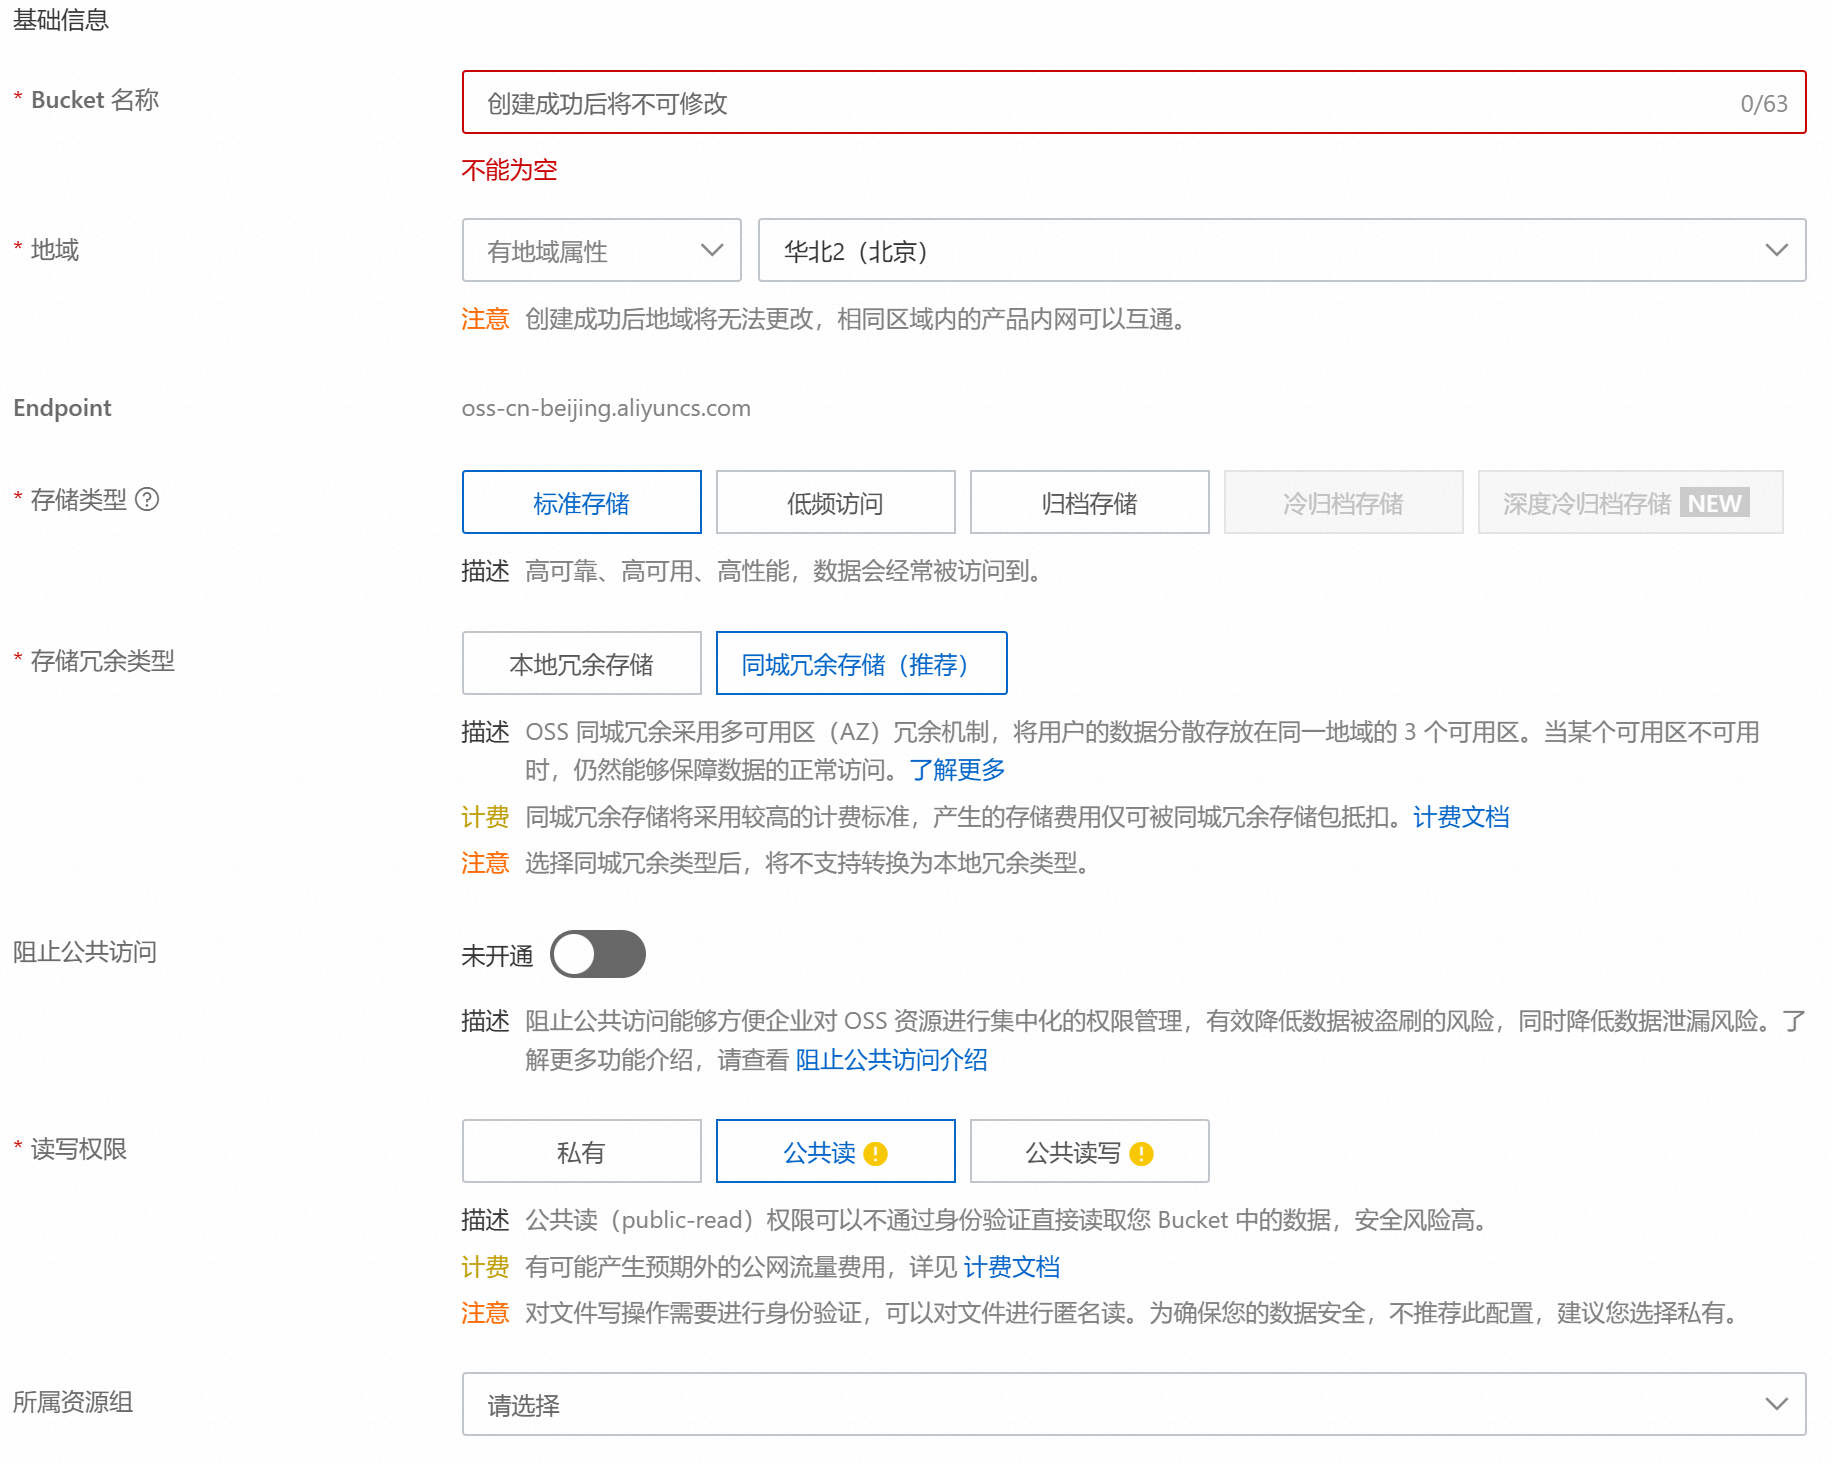 基础信息
* Bucket 名称
创建成功后将不可修改 0/63
不能为空
* 地域
有地域属性 华北2（北京）
注意 创建成功后地域将无法更改，相同区域内的产品内网可以互通。
Endpoint oss-cn-beijing.aliyuncs.com
* 存储类型 ?
标准存储 低频访问 归档存储 冷归档存储 深度冷归档存储 NEW
描述 高可靠、高可用、高性能，数据会经常被访问到。
* 存储冗余类型
本地冗余存储 同城冗余存储（推荐）
描述 OSS 同城冗余采用多可用区（AZ）冗余机制，将用户的数据分散存放在同一地域的 3 个可用区。当某个可用区不可用
时，仍然能够保障数据的正常访问。了解更多
计费 同城冗余存储将采用较高的计费标准，产生的存储费用仅可被同城冗余存储包抵扣。计费文档
注意 选择同城冗余类型后，将不支持转换为本地冗余类型。
阻止公共访问 未开通
描述 阻止公共访问能够方便企业对 OSS 资源进行集中化的权限管理，有效降低数据被盗刷的风险，同时降低数据泄漏风险。了
解更多功能介绍，请查看 阻止公共访问介绍
* 读写权限
私有 公共读 ! 公共读写 !
描述 公共读（public-read）权限可以不通过身份验证直接读取您 Bucket 中的数据，安全风险高。
计费 有可能产生预期外的公网流量费用，详见 计费文档
注意 对文件写操作需要进行身份验证，可以对文件进行匿名读。为确保您的数据安全，不推荐此配置，建议您选择私有。
所属资源组 请选择